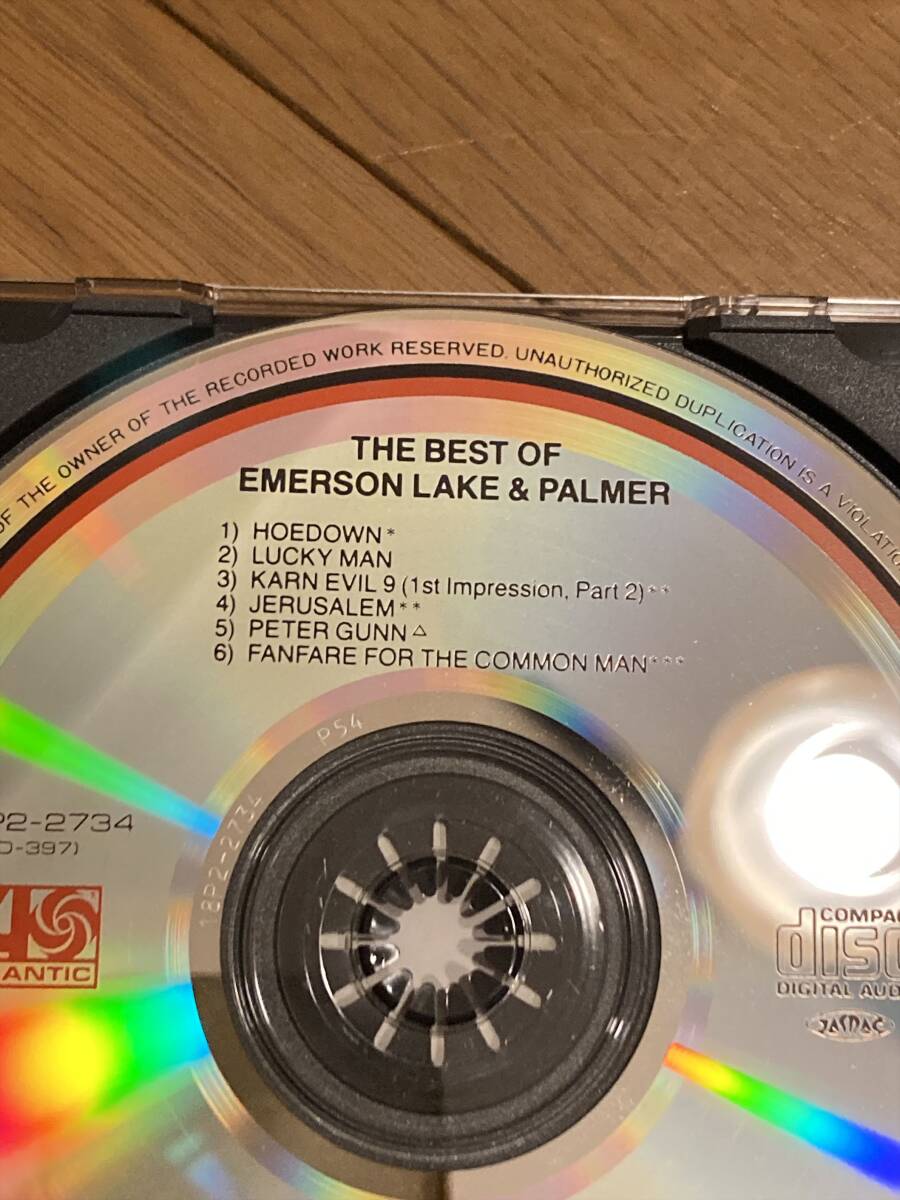 OF THE OWNER OF THE RECORDED WORK RESERVED. UNAUTHORIZED DUPLICATION IS A VIOLATIO
THE BEST OF
EMERSON LAKE & PALMER
1) HOEDOWN*
2) LUCKY MAN
3) KARN EVIL 9 (1st Impression, Part 2)**
4) JERUSALEM**
5) PETER GUNN△
6) FANFARE FOR THE COMMON MAN***
P54
18P2-2734
P2-2734
D-397)
ANTIC
COMPA
disc
DIGITAL AUD
JASRAC